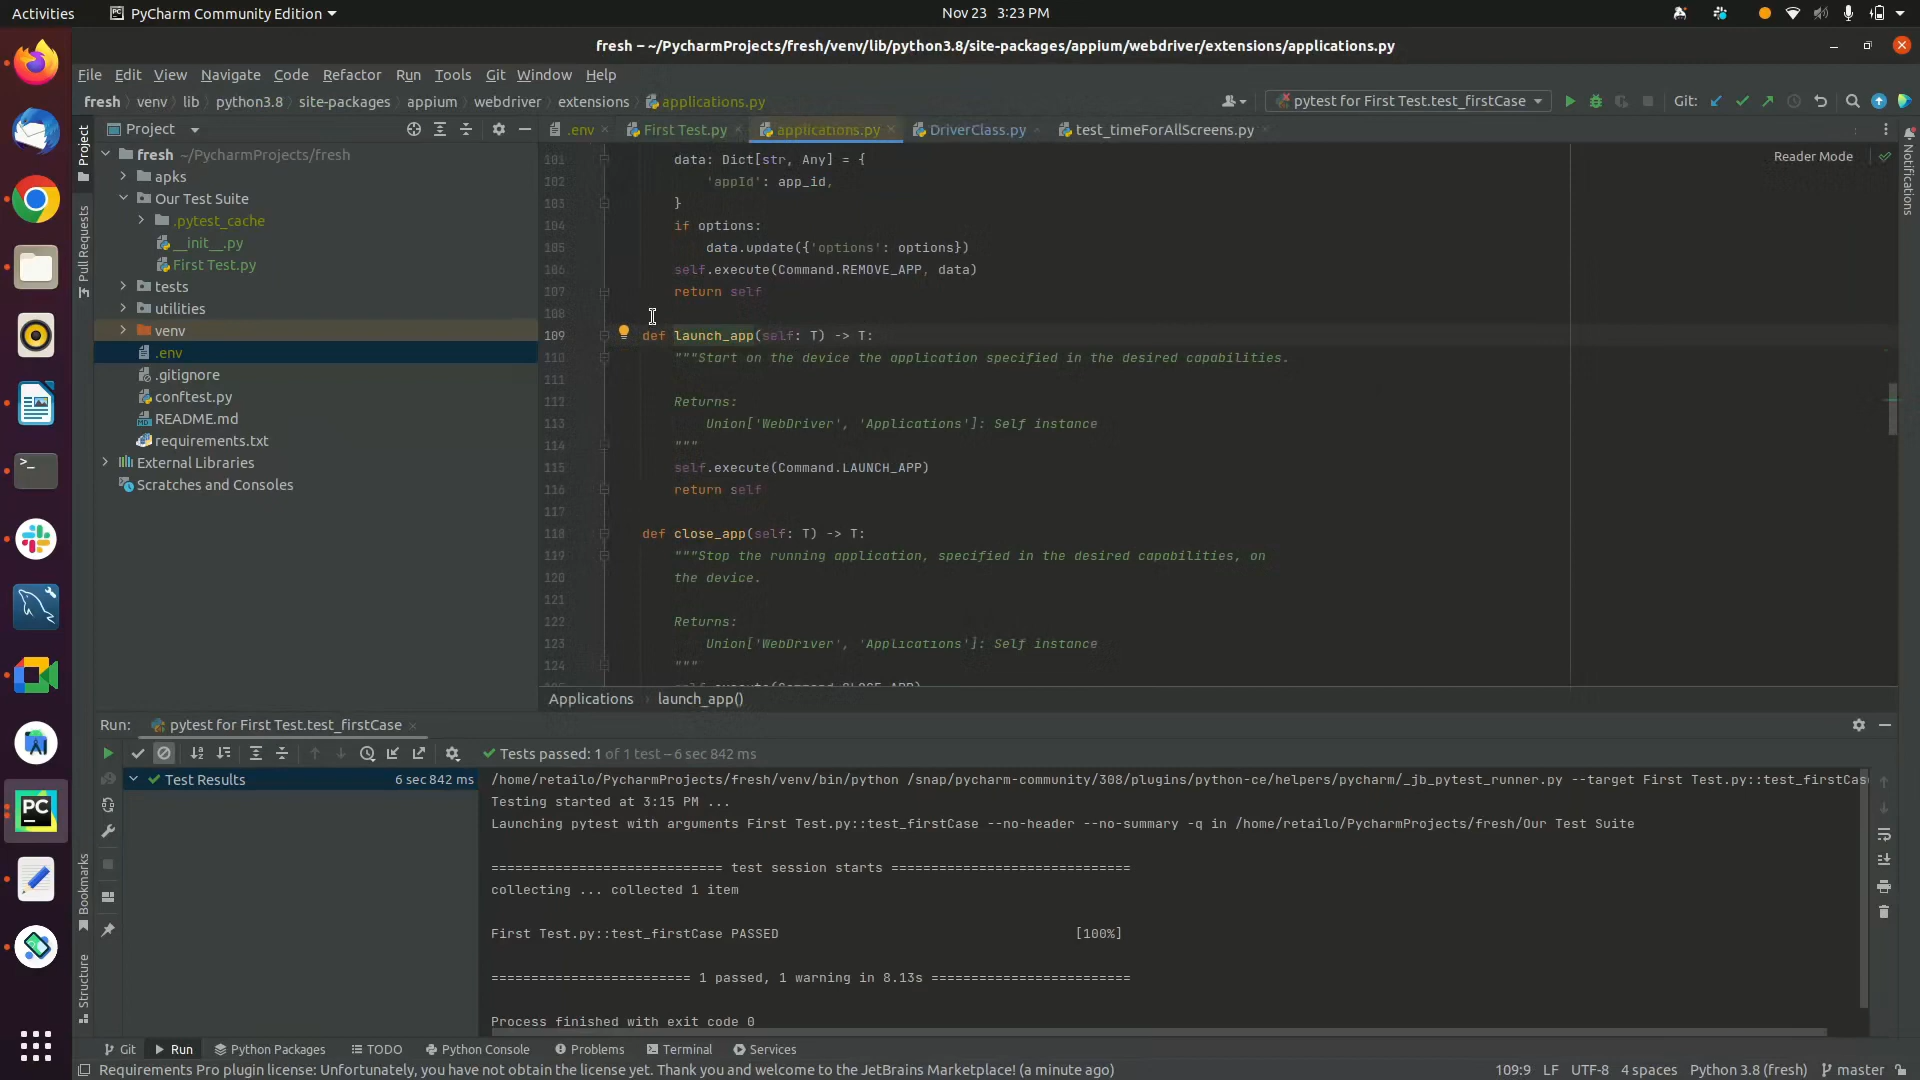 Activities
PyCharm Community Edition
Nov 23 3:23 PM
fresh – ~/PycharmProjects/fresh/venv/lib/python3.8/site-packages/appium/webdriver/extensions/applications.py
File Edit View Navigate Code Refactor Run Tools Git Window Help
fresh venv lib python3.8 site-packages appium webdriver extensions applications.py
pytest for First Test.test_firstCase
Git:
Project
.env First Test.py applications.py DriverClass.py test_timeForAllScreens.py
Project
Pull Requests
Bookmarks
Structure
Notifications
fresh ~/PycharmProjects/fresh
apks
Our Test Suite
.pytest_cache
__init__.py
First Test.py
tests
utilities
venv
.env
.gitignore
conftest.py
README.md
requirements.txt
External Libraries
Scratches and Consoles
Reader Mode
101 data: Dict[str, Any] = {
102 'appId': app_id,
103 }
104 if options:
105 data.update({'options': options})
106 self.execute(Command.REMOVE_APP, data)
107 return self
108
109 def launch_app(self: T) -> T:
110 """Start on the device the application specified in the desired capabilities.
111
112 Returns:
113 Union['WebDriver', 'Applications']: Self instance
114 """
115 self.execute(Command.LAUNCH_APP)
116 return self
117
118 def close_app(self: T) -> T:
119 """Stop the running application, specified in the desired capabilities, on
120 the device.
121
122 Returns:
123 Union['WebDriver', 'Applications']: Self instance
124 """
Applications launch_app()
Run: pytest for First Test.test_firstCase
Tests passed: 1 of 1 test – 6 sec 842 ms
Test Results 6 sec 842 ms
/home/retailo/PycharmProjects/fresh/venv/bin/python /snap/pycharm-community/308/plugins/python-ce/helpers/pycharm/_jb_pytest_runner.py --target First Test.py::test_firstCas
Testing started at 3:15 PM ...
Launching pytest with arguments First Test.py::test_firstCase --no-header --no-summary -q in /home/retailo/PycharmProjects/fresh/Our Test Suite
============================= test session starts ==============================
collecting ... collected 1 item
First Test.py::test_firstCase PASSED [100%]
========================= 1 passed, 1 warning in 8.13s =========================
Process finished with exit code 0
Git Run Python Packages TODO Python Console Problems Terminal Services
Requirements Pro plugin license: Unfortunately, you have not obtain the license yet. Thank you and welcome to the JetBrains Marketplace! (a minute ago)
109:9 LF UTF-8 4 spaces Python 3.8 (fresh) master
PC